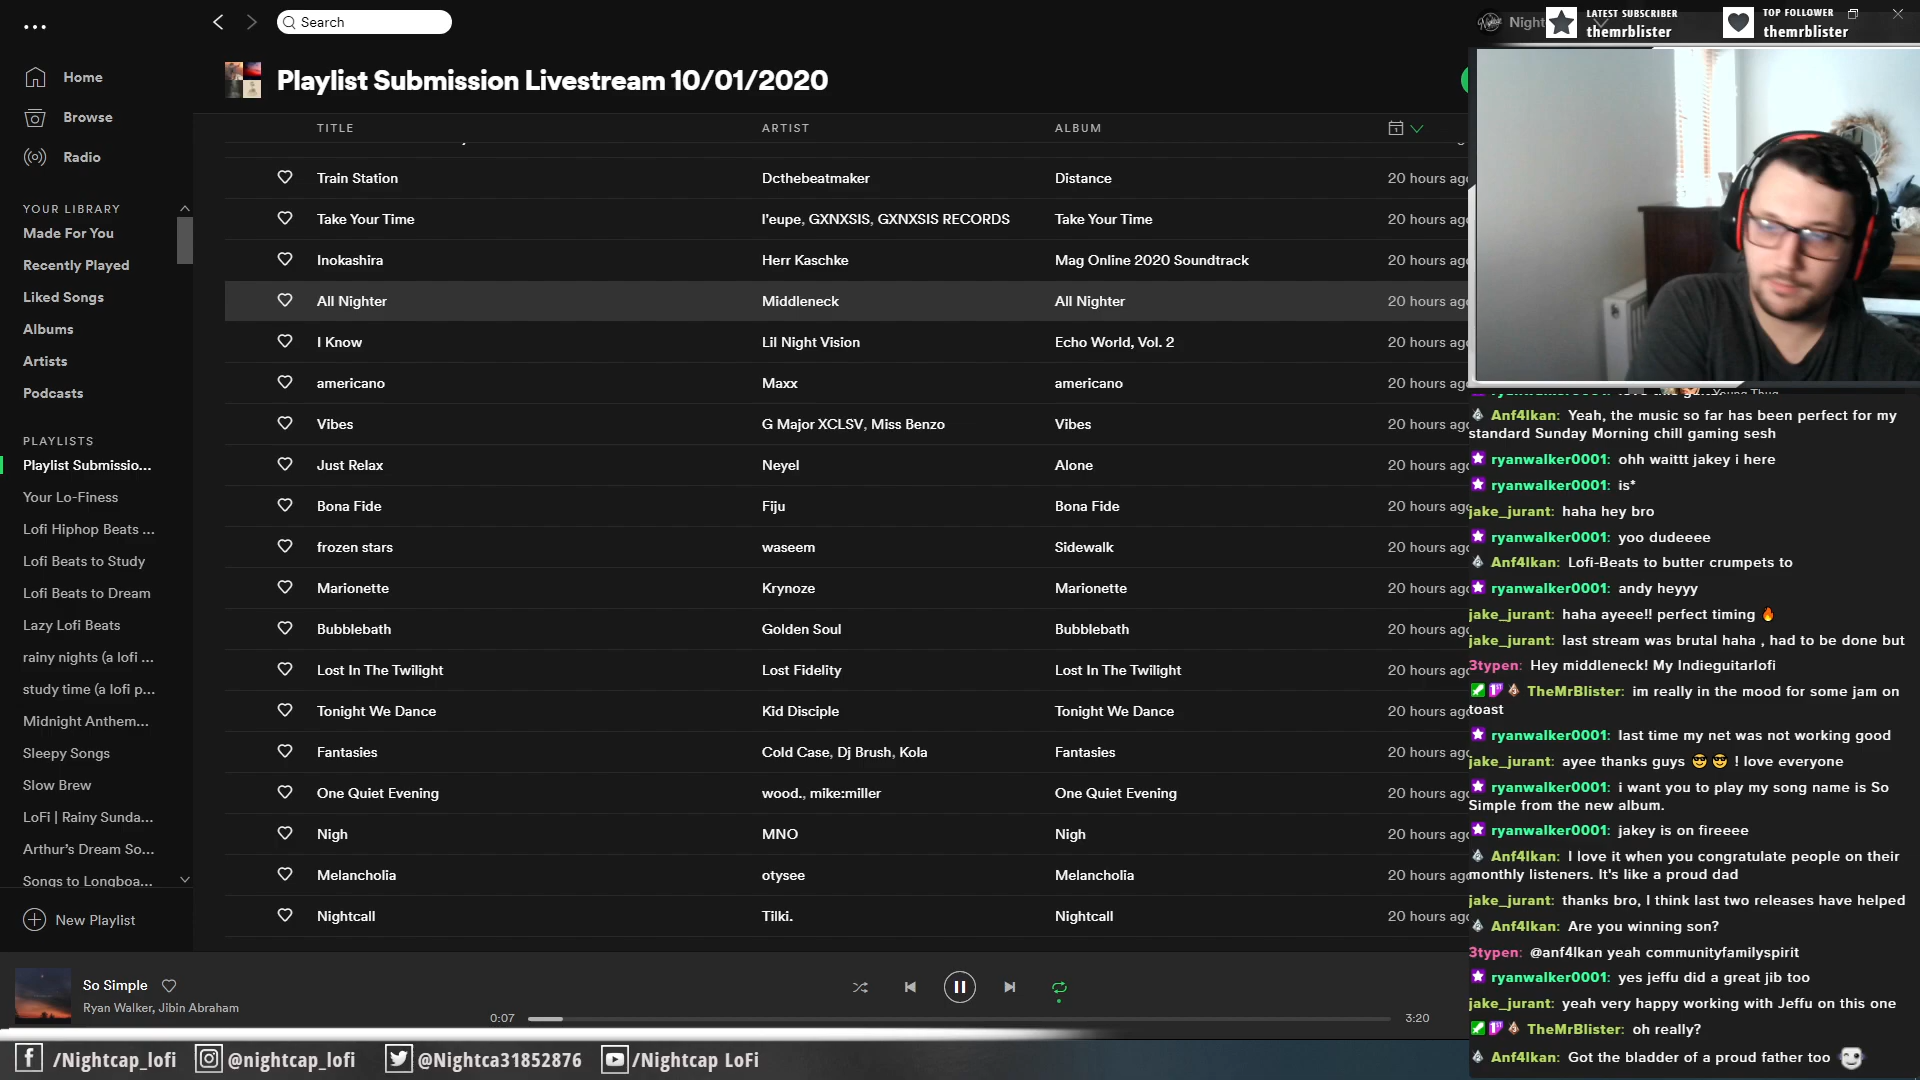 Search
Night
LATEST SUBSCRIBER
themrblister
TOP FOLLOWER
themrblister
Home
Browse
Radio
YOUR LIBRARY
Made For You
Recently Played
Liked Songs
Albums
Artists
Podcasts
PLAYLISTS
Playlist Submissio...
Your Lo-Finess
Lofi Hiphop Beats ...
Lofi Beats to Study
Lofi Beats to Dream
Lazy Lofi Beats
rainy nights (a lofi ...
study time (a lofi p...
Midnight Anthem...
Sleepy Songs
Slow Brew
LoFi | Rainy Sunda...
Arthur's Dream So...
Songs to Longboa...
New Playlist
Playlist Submission Livestream 10/01/2020
TITLE ARTIST ALBUM
Train Station Dcthebeatmaker Distance 20 hours ago
Take Your Time l'eupe, GXNXSIS, GXNXSIS RECORDS Take Your Time 20 hours ago
Inokashira Herr Kaschke Mag Online 2020 Soundtrack 20 hours ago
All Nighter Middleneck All Nighter 20 hours ago
I Know Lil Night Vision Echo World, Vol. 2 20 hours ago
americano Maxx americano 20 hours ago
Vibes G Major XCLSV, Miss Benzo Vibes 20 hours ago
Just Relax Neyel Alone 20 hours ago
Bona Fide Fiju Bona Fide 20 hours ago
frozen stars waseem Sidewalk 20 hours ago
Marionette Krynoze Marionette 20 hours ago
Bubblebath Golden Soul Bubblebath 20 hours ago
Lost In The Twilight Lost Fidelity Lost In The Twilight 20 hours ago
Tonight We Dance Kid Disciple Tonight We Dance 20 hours ago
Fantasies Cold Case, Dj Brush, Kola Fantasies 20 hours ago
One Quiet Evening wood., mike:miller One Quiet Evening 20 hours ago
Nigh MNO Nigh 20 hours ago
Melancholia otysee Melancholia 20 hours ago
Nightcall Tilki. Nightcall 20 hours ago
Anf4lkan: Yeah, the music so far has been perfect for my
standard Sunday Morning chill gaming sesh
ryanwalker0001: ohh waittt jakey i here
ryanwalker0001: is*
jake_jurant: haha hey bro
ryanwalker0001: yoo dudeeee
Anf4lkan: Lofi-Beats to butter crumpets to
ryanwalker0001: andy heyyy
jake_jurant: haha ayeee!! perfect timing 🔥
jake_jurant: last stream was brutal haha , had to be done but
3typen: Hey middleneck! My Indieguitarlofi
TheMrBlister: im really in the mood for some jam on
toast
ryanwalker0001: last time my net was not working good
jake_jurant: ayee thanks guys 😎 😎 ! love everyone
ryanwalker0001: i want you to play my song name is So
Simple from the new album.
ryanwalker0001: jakey is on fireeee
Anf4lkan: I love it when you congratulate people on their
monthly listeners. It's like a proud dad
jake_jurant: thanks bro, I think last two releases have helped
Anf4lkan: Are you winning son?
3typen: @anf4lkan yeah communityfamilyspirit
ryanwalker0001: yes jeffu did a great jib too
jake_jurant: yeah very happy working with Jeffu on this one
TheMrBlister: oh really?
Anf4lkan: Got the bladder of a proud father too
So Simple
Ryan Walker, Jibin Abraham
0:07
3:20
/Nightcap_lofi @nightcap_lofi @Nightca31852876 /Nightcap LoFi